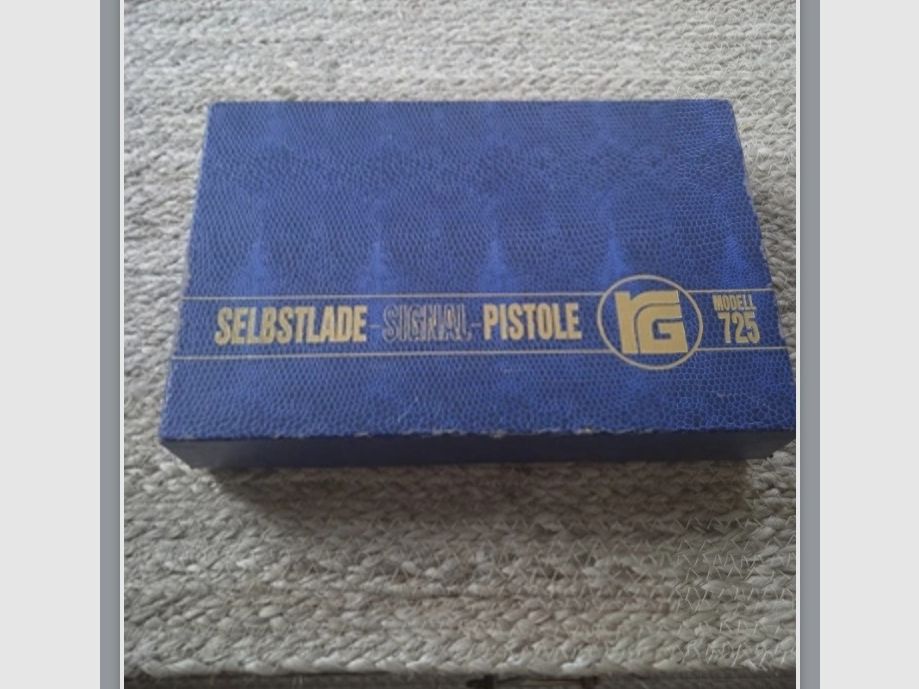 SELBSTLADE-SIGNAL-PISTOLE
RG
MODELL
725